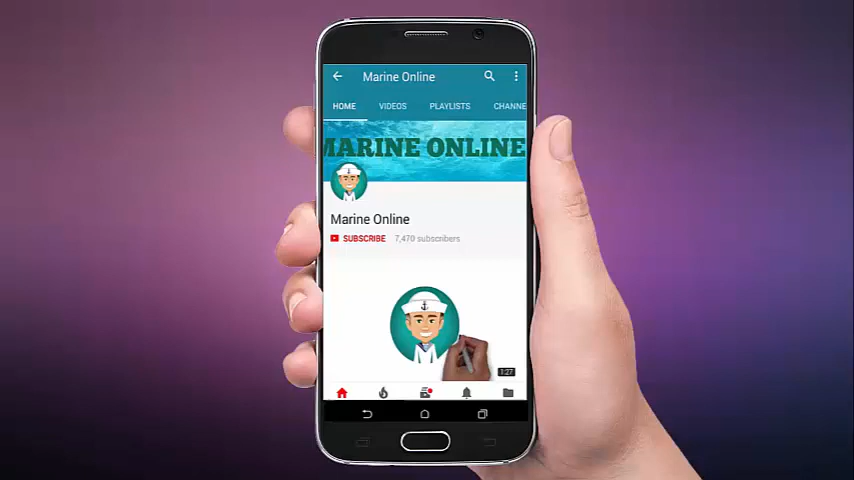 Marine Online
HOME VIDEOS PLAYLISTS CHANNE
MARINE ONLINE
Marine Online
SUBSCRIBE 7,470 subscribers
1:27